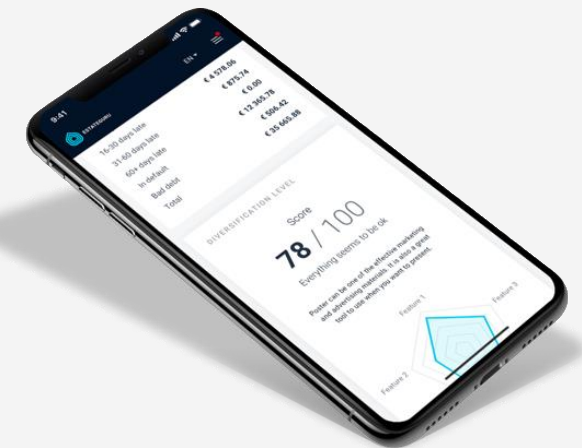 9:41
ESTATEGURU
EN
€ 4 578.06
16-30 days late € 875.74
31-60 days late € 0.00
60+ days late € 12 365.78
In default € 506.42
Bad debt € 35 665.88
Total
DIVERSIFICATION LEVEL
Score
78 / 100
Everything seems to be ok
Poster can be one of the effective marketing
and advertising materials. It is also a great
tool to use when you want to present.
Feature 1
Feature 3
Feature 2